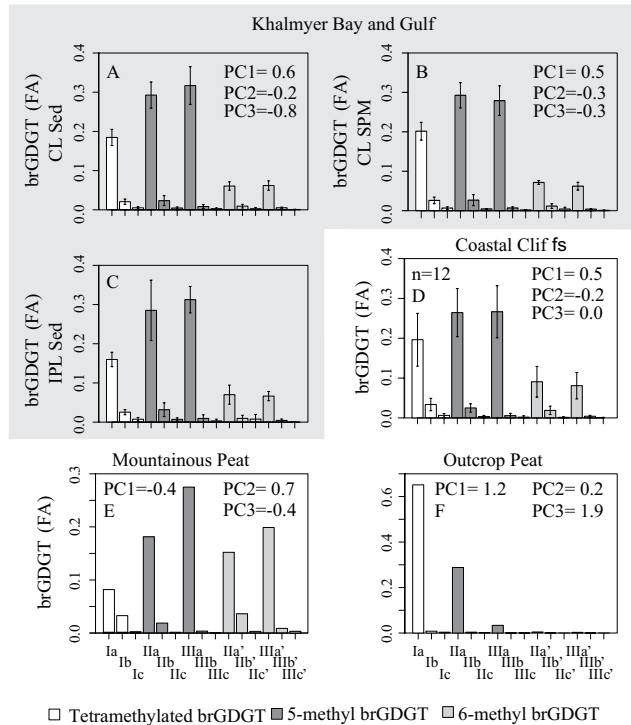 Khalmyer Bay and Gulf
brGDGT (FA)
CL Sed
0.0 0.1 0.2 0.3 0.4
A
PC1= 0.6
PC2= -0.2
PC3= -0.8
brGDGT (FA)
CL SPM
0.0 0.1 0.2 0.3 0.4
B
PC1= 0.5
PC2= -0.3
PC3=-0.3
brGDGT (FA)
IPL Sed
0.0 0.1 0.2 0.3 0.4
C
Coastal Clif fs
brGDGT (FA)
0.0 0.1 0.2 0.3 0.4
n=12
D
PC1= 0.5
PC2=-0.2
PC3= 0.0
Mountainous Peat
brGDGT (FA)
0.0 0.1 0.2 0.3
PC1=-0.4
E
PC2= 0.7
PC3=-0.4
Ia Ib Ic IIa IIb IIc IIIa IIIb IIIc IIa’ IIb’ IIc’ IIIa’ IIIb’ IIIc’
Outcrop Peat
0.0 0.2 0.4 0.6
PC1= 1.2
F
PC2= 0.2
PC3= 1.9
Ia Ib Ic IIa IIb IIc IIIa IIIb IIIc IIa’ IIb’ IIc’ IIIa’ IIIb’ IIIc’
Tetramethylated brGDGT 5-methyl brGDGT 6-methyl brGDGT